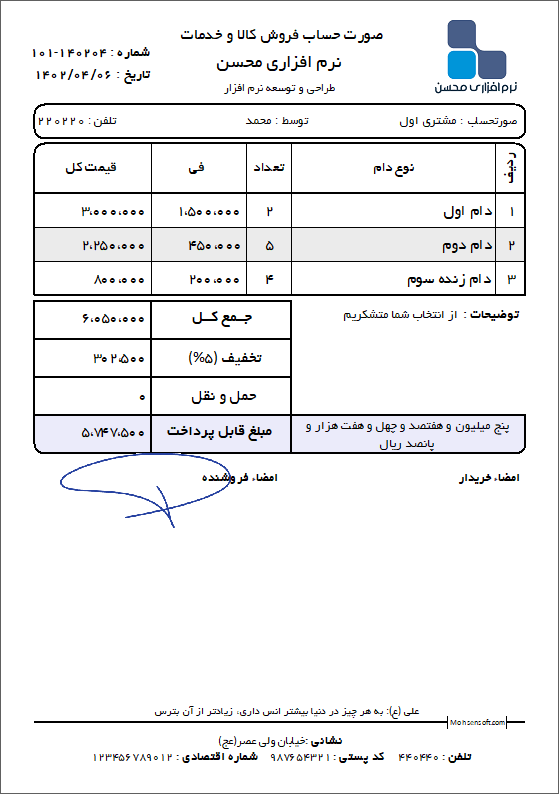 صورت حساب فروش کالا و خدمات
نرم افزاری محسن
طراحی و توسعه نرم افزار
شماره : ۱۴۰۲۰۴-۱۰۱
تاریخ : ۱۴۰۲/۰۴/۰۶
نرم افزاری محسن
صورتحساب : مشتری اول توسط : محمد تلفن : ۲۲۰۲۲۰
ردیف نوع دام تعداد فی قیمت کل
۱ دام اول ۲ ۱،۵۰۰،۰۰۰ ۳،۰۰۰،۰۰۰
۲ دام دوم ۵ ۴۵۰،۰۰۰ ۲،۲۵۰،۰۰۰
۳ دام زنده سوم ۴ ۲۰۰،۰۰۰ ۸۰۰،۰۰۰
توضیحات : از انتخاب شما متشکریم
جمع کل ۶،۰۵۰،۰۰۰
تخفیف (۵%) ۳۰۲،۵۰۰
حمل و نقل ۰
پنج میلیون و هفتصد و چهل و هفت هزار و
پانصد ریال
مبلغ قابل پرداخت ۵،۷۴۷،۵۰۰
امضاء خریدار امضاء فروشنده
علی (ع): به هر چیز در دنیا بیشتر انس داری، زیادتر از آن بترس
Mohsensoft.com
نشانی :خیابان ولی عصر(عج)
تلفن : ۴۴۰۴۴۰ کد پستی : ۹۸۷۶۵۴۳۲۱ شماره اقتصادی : ۱۲۳۴۵۶۷۸۹۰۱۲